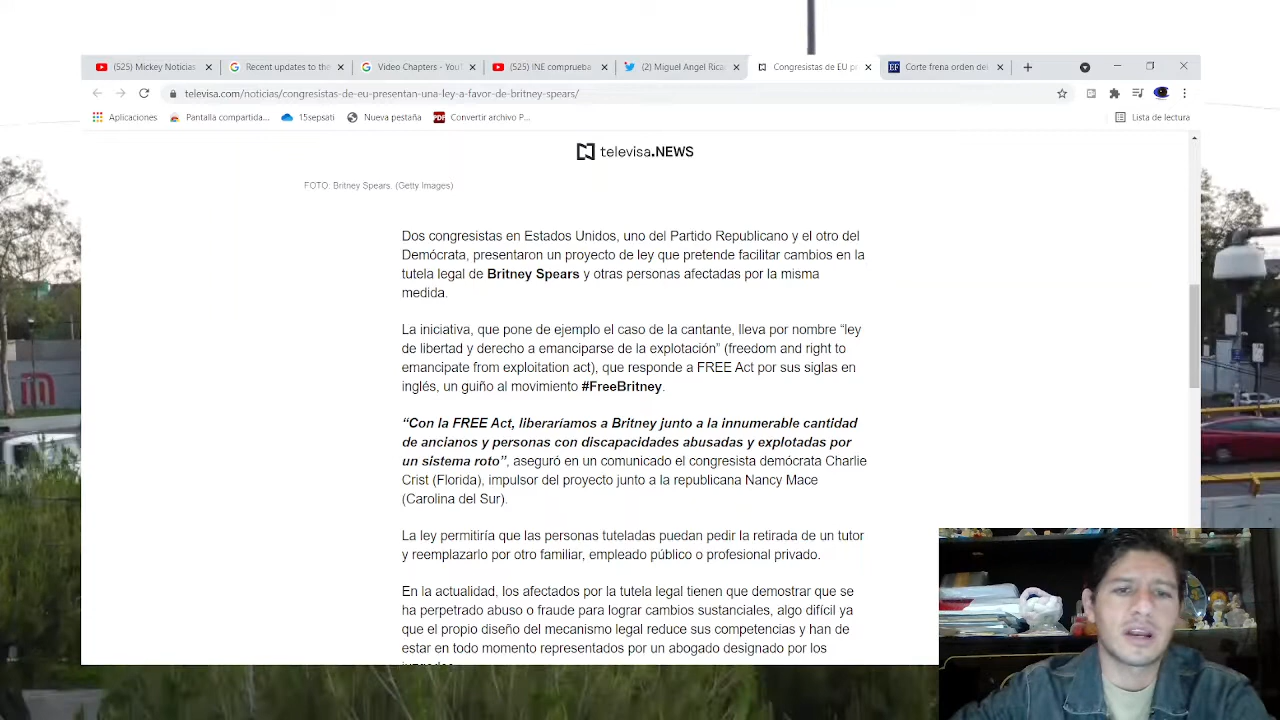 (525) Mickey Noticias
Recent updates to the
Video Chapters - YouT
(525) INE comprueba
(2) Miguel Angel Rica
Congresistas de EU p
Corte frena orden de
televisa.com/noticias/congresistas-de-eu-presentan-una-ley-a-favor-de-britney-spears/
Aplicaciones
Pantalla compartida...
15sepsati
Nueva pestaña
PDF
Convertir archivo P...
Lista de lectura
televisa.NEWS
FOTO: Britney Spears. (Getty Images)
Dos congresistas en Estados Unidos, uno del Partido Republicano y el otro del
Demócrata, presentaron un proyecto de ley que pretende facilitar cambios en la
tutela legal de Britney Spears y otras personas afectadas por la misma
medida.
La iniciativa, que pone de ejemplo el caso de la cantante, lleva por nombre “ley
de libertad y derecho a emanciparse de la explotación” (freedom and right to
emancipate from exploitation act), que responde a FREE Act por sus siglas en
inglés, un guiño al movimiento #FreeBritney.
“Con la FREE Act, liberaríamos a Britney junto a la innumerable cantidad
de ancianos y personas con discapacidades abusadas y explotadas por
un sistema roto”, aseguró en un comunicado el congresista demócrata Charlie
Crist (Florida), impulsor del proyecto junto a la republicana Nancy Mace
(Carolina del Sur).
La ley permitiría que las personas tuteladas puedan pedir la retirada de un tutor
y reemplazarlo por otro familiar, empleado público o profesional privado.
En la actualidad, los afectados por la tutela legal tienen que demostrar que se
ha perpetrado abuso o fraude para lograr cambios sustanciales, algo difícil ya
que el propio diseño del mecanismo legal reduce sus competencias y han de
estar en todo momento representados por un abogado designado por los